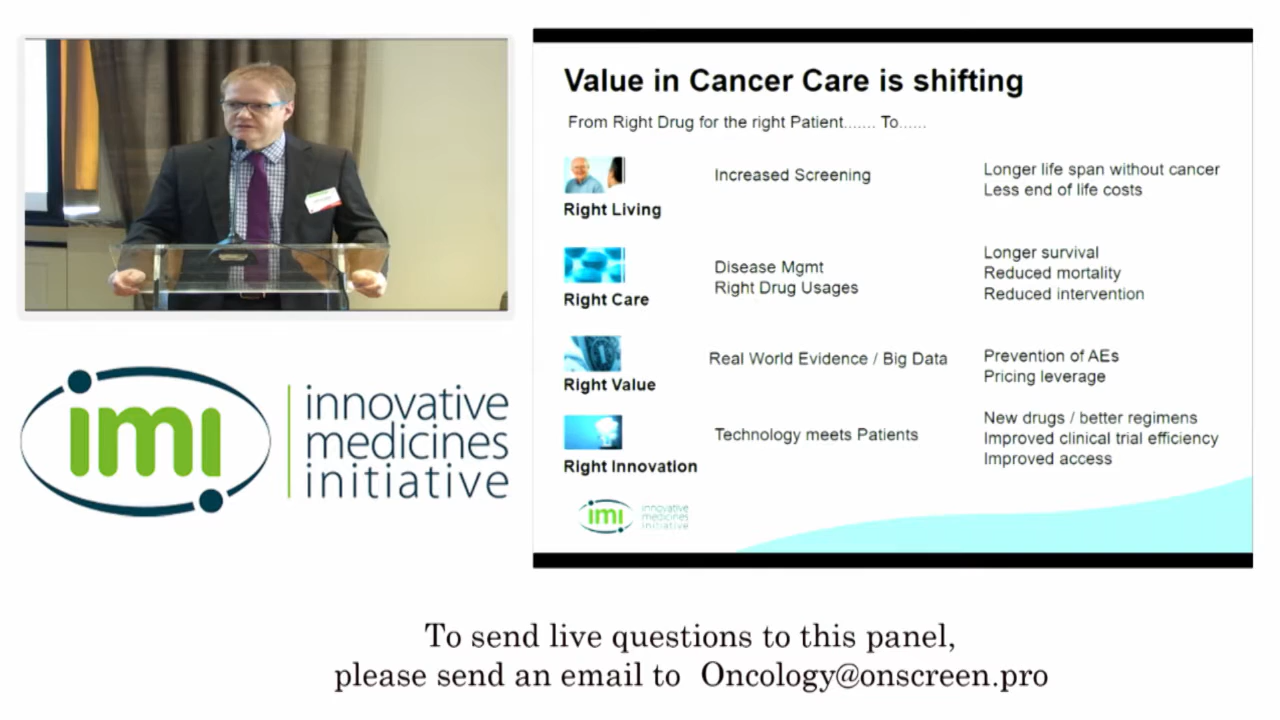 Value in Cancer Care is shifting
From Right Drug for the right Patient....... To......
Right Living
Increased Screening
Longer life span without cancer
Less end of life costs
Right Care
Disease Mgmt
Right Drug Usages
Longer survival
Reduced mortality
Reduced intervention
Right Value
Real World Evidence / Big Data
Prevention of AEs
Pricing leverage
Right Innovation
Technology meets Patients
New drugs / better regimens
Improved clinical trial efficiency
Improved access
imi
innovative
medicines
initiative
imi
innovative
medicines
initiative
To send live questions to this panel,
please send an email to Oncology@onscreen.pro